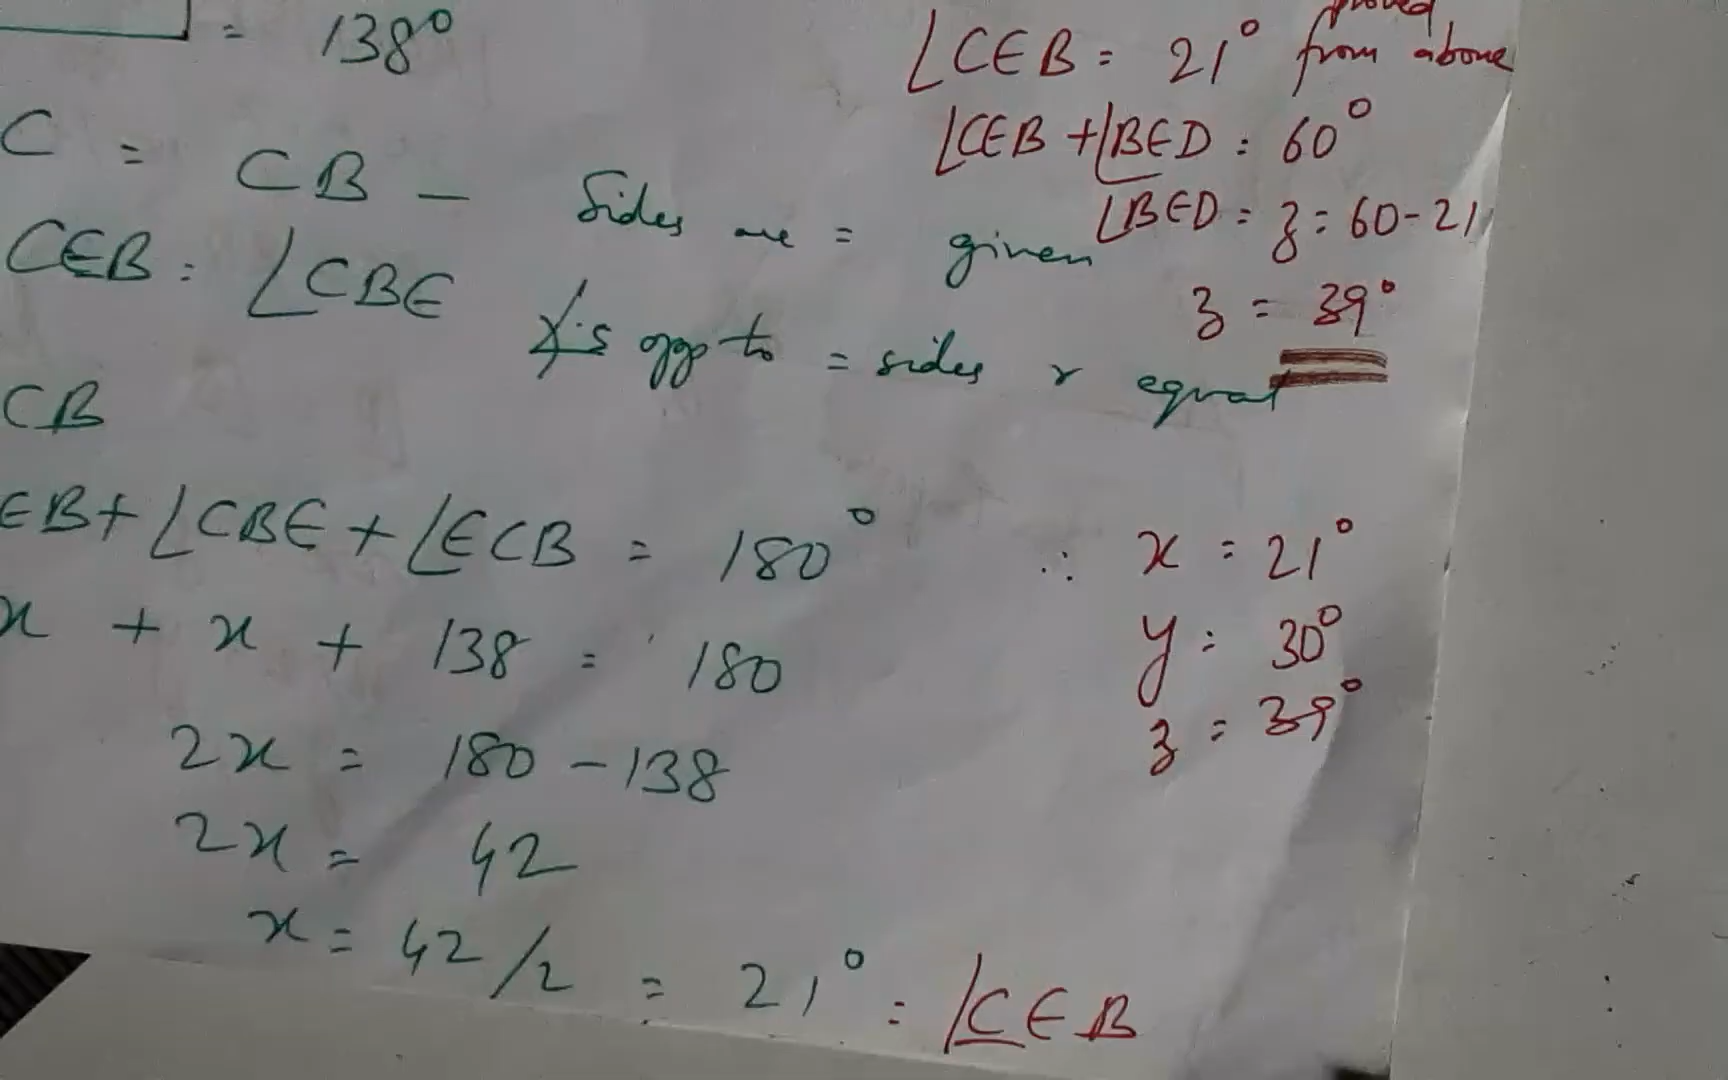 = 138°
C = CB - Sides are = given
CEB = ∠CBE ∠'s opp to = sides r equal
CB
EB + ∠CBE + ∠ECB = 180°
x + x + 138 = 180
2x = 180 - 138
2x = 42
x = 42/2 = 21° = ∠CEB
proved
∠CEB = 21° from above
∠CEB + ∠BED = 60°
∠BED = z = 60-21
z = 39°
∴ x = 21°
y = 30°
z = 39°